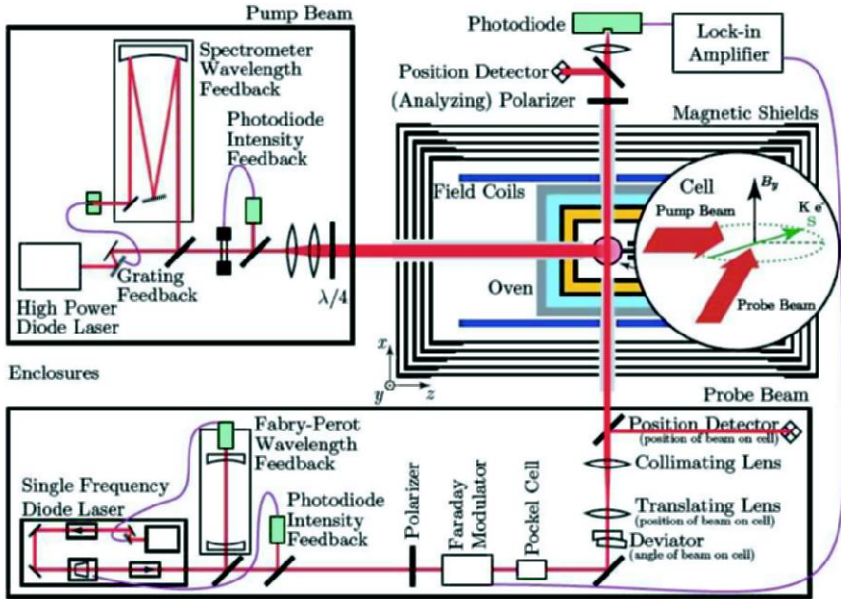 Pump Beam
Spectrometer
Wavelength
Feedback
Photodiode
Intensity
Feedback
Grating
Feedback
High Power
Diode Laser
λ/4
Enclosures
Photodiode
Lock-in
Amplifier
Position Detector
(Analyzing) Polarizer
Magnetic Shields
Field Coils
Cell
Oven
B_y
K e⁻
S
Pump Beam
Probe Beam
x
y
z
Probe Beam
Fabry-Perot
Wavelength
Feedback
Single Frequency
Diode Laser
Photodiode
Intensity
Feedback
Polarizer
Faraday
Modulator
Pockel Cell
Position Detector
(position of beam on cell)
Collimating Lens
Translating Lens
(position of beam on cell)
Deviator
(angle of beam on cell)